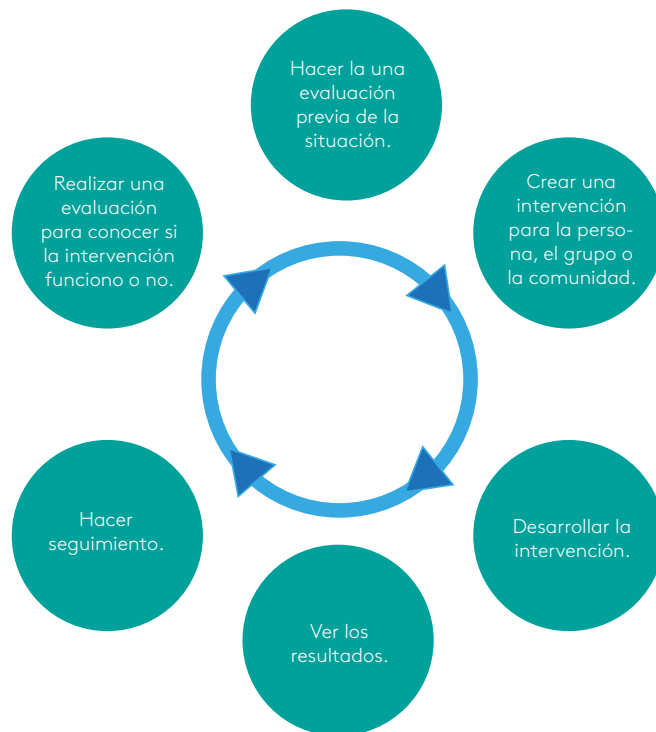 Hacer la una
evaluación
previa de la
situación.
Crear una
intervención
para la perso-
na, el grupo o
la comunidad.
Desarrollar la
intervención.
Ver los
resultados.
Hacer
seguimiento.
Realizar una
evaluación
para conocer si
la intervención
funciono o no.